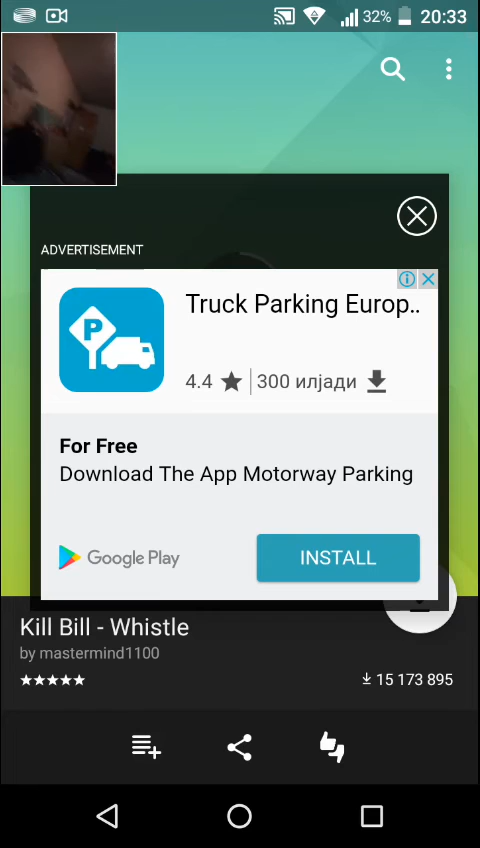 32% 20:33
ADVERTISEMENT
Truck Parking Europ..
4.4 ★ | 300 илјади
For Free
Download The App Motorway Parking
Google Play
INSTALL
Kill Bill - Whistle
by mastermind1100
15 173 895